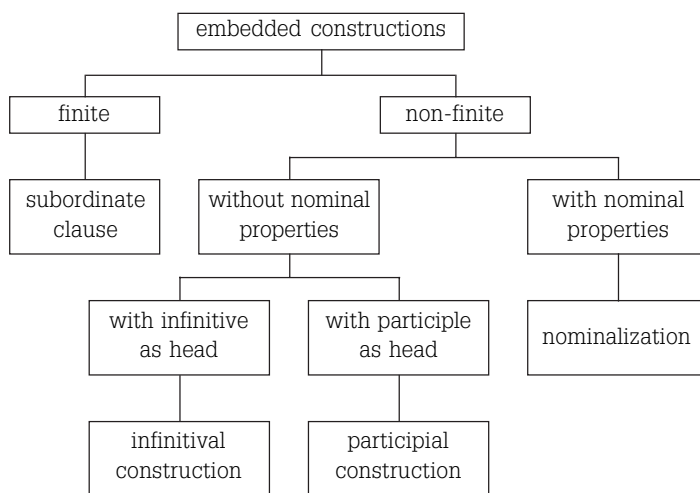 embedded constructions
finite
non-finite
subordinate
clause
without nominal
properties
with nominal
properties
with infinitive
as head
with participle
as head
nominalization
infinitival
construction
participial
construction